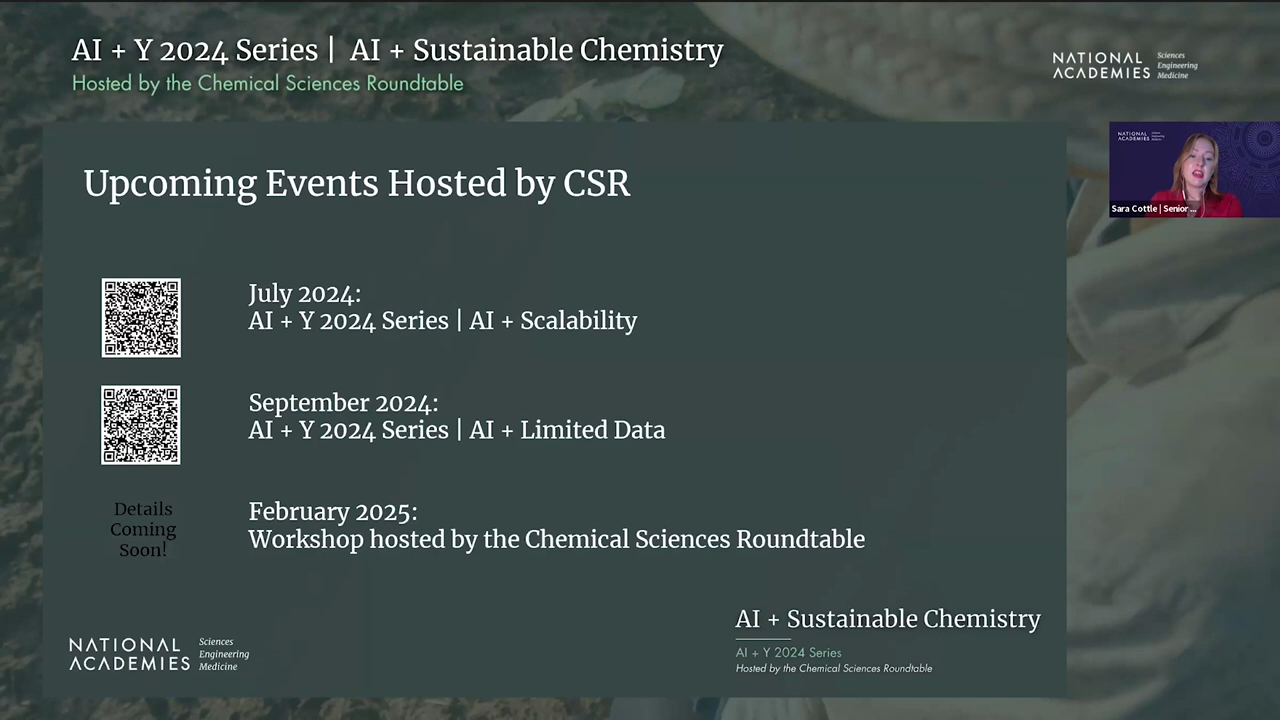 AI + Y 2024 Series | AI + Sustainable Chemistry
Hosted by the Chemical Sciences Roundtable
NATIONAL ACADEMIES
Sciences
Engineering
Medicine
NATIONAL ACADEMIES
Sara Cottle | Senior ...
Upcoming Events Hosted by CSR
July 2024:
AI + Y 2024 Series | AI + Scalability
September 2024:
AI + Y 2024 Series | AI + Limited Data
Details
Coming
Soon!
February 2025:
Workshop hosted by the Chemical Sciences Roundtable
NATIONAL
ACADEMIES
Sciences
Engineering
Medicine
AI + Sustainable Chemistry
AI + Y 2024 Series
Hosted by the Chemical Sciences Roundtable